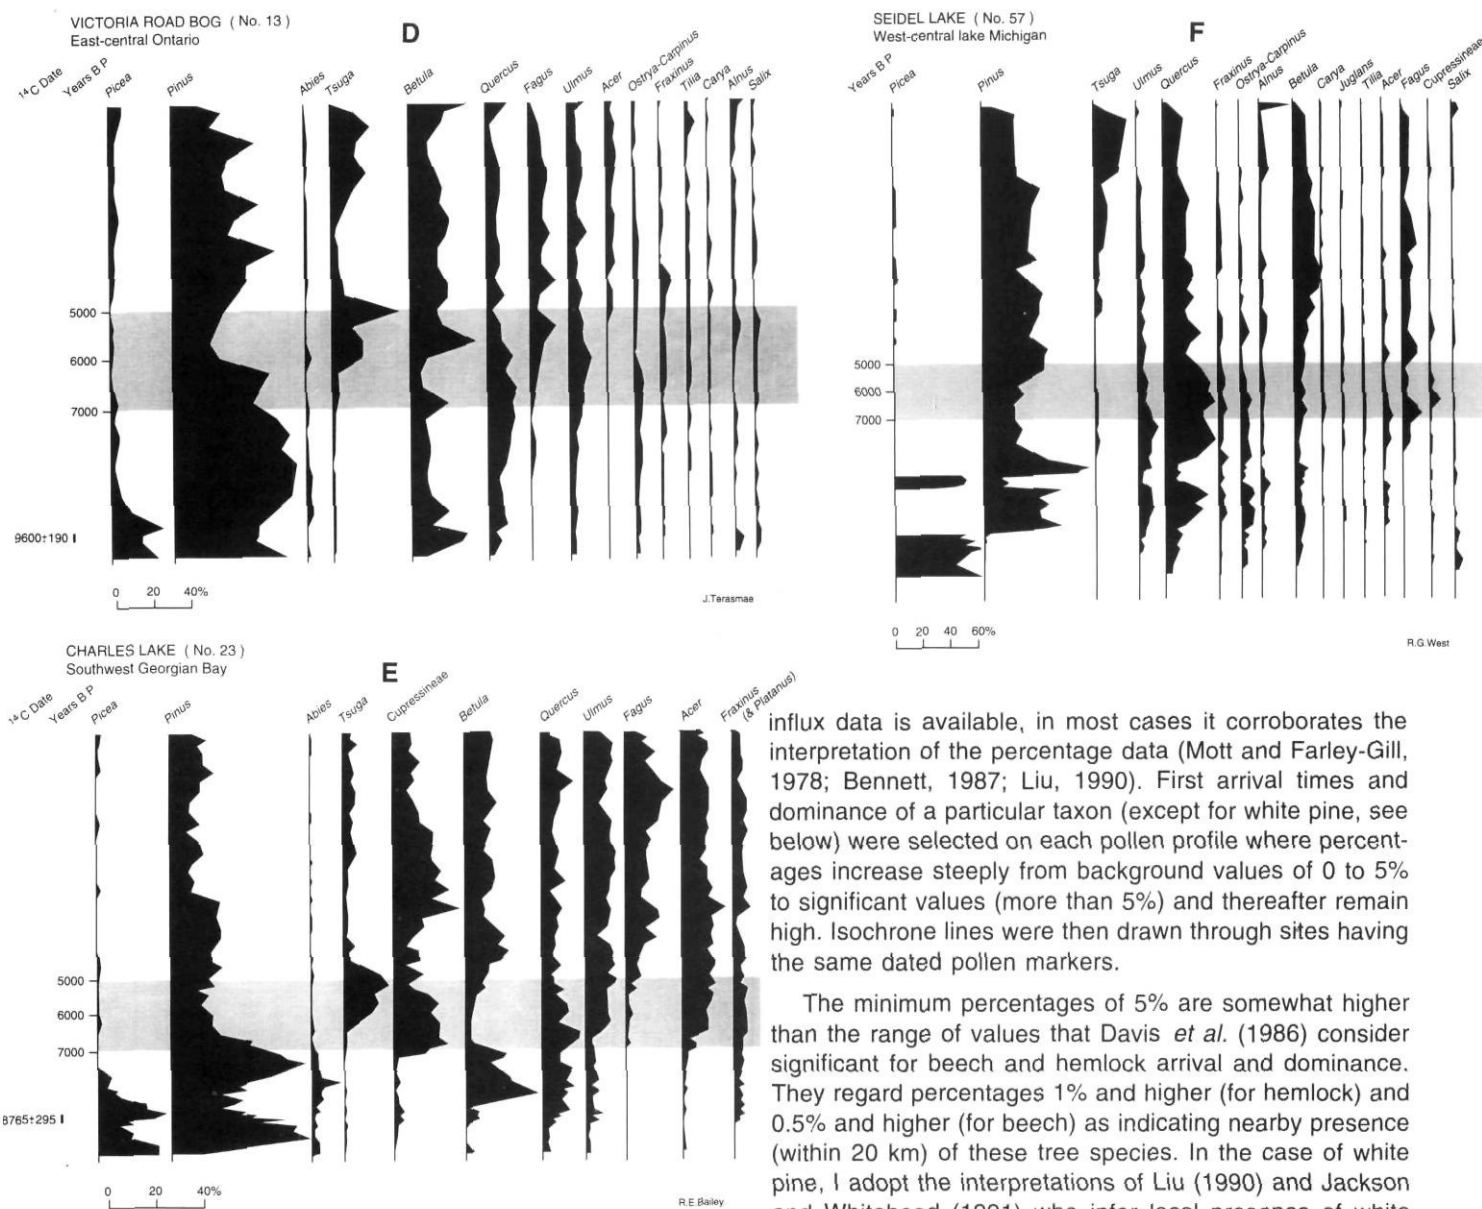 VICTORIA ROAD BOG ( No. 13 )
East-central Ontario
D
¹⁴C Date
Years B P
Picea
Pinus
Abies
Tsuga
Betula
Quercus
Fagus
Ulmus
Acer
Ostrya-Carpinus
Fraxinus
Tilia
Carya
Alnus
Salix
5000
6000
7000
9600±190
0 20 40%
J.Terasmae
SEIDEL LAKE ( No. 57 )
West-central lake Michigan
F
Years B P
Picea
Pinus
Tsuga
Ulmus
Quercus
Fraxinus
Ostrya-Carpinus
Alnus
Betula
Carya
Juglans
Tilia
Acer
Fagus
Cupressineae
Salix
5000
6000
7000
0 20 40 60%
R.G.West
CHARLES LAKE ( No. 23 )
Southwest Georgian Bay
E
¹⁴C Date
Years B P
Picea
Pinus
Abies
Tsuga
Cupressineae
Betula
Quercus
Ulmus
Fagus
Acer
Fraxinus
(& Platanus)
5000
6000
7000
8765±295
0 20 40%
R.E.Bailey
influx data is available, in most cases it corroborates the
interpretation of the percentage data (Mott and Farley-Gill,
1978; Bennett, 1987; Liu, 1990). First arrival times and
dominance of a particular taxon (except for white pine, see
below) were selected on each pollen profile where percent-
ages increase steeply from background values of 0 to 5%
to significant values (more than 5%) and thereafter remain
high. Isochrone lines were then drawn through sites having
the same dated pollen markers.
The minimum percentages of 5% are somewhat higher
than the range of values that Davis et al. (1986) consider
significant for beech and hemlock arrival and dominance.
They regard percentages 1% and higher (for hemlock) and
0.5% and higher (for beech) as indicating nearby presence
(within 20 km) of these tree species. In the case of white
pine, I adopt the interpretations of Liu (1990) and Jackson
and Whitehead (1991) who infer local presence of white